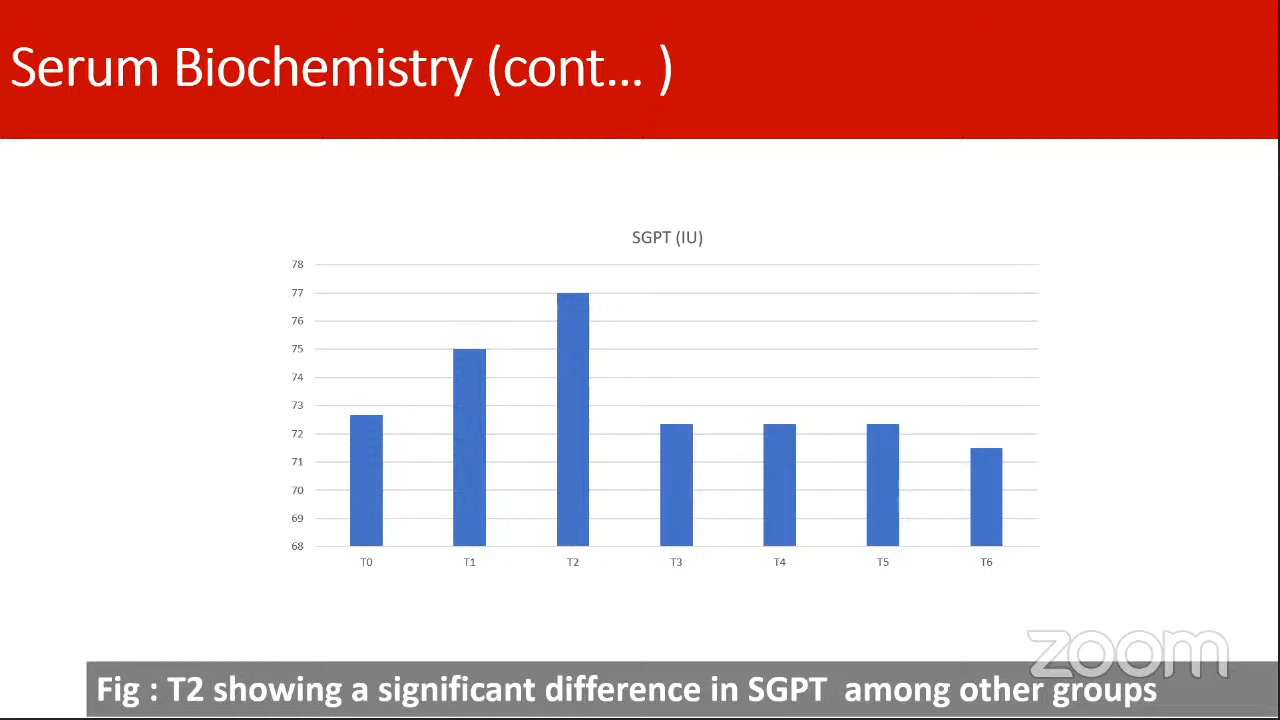 Serum Biochemistry (cont... )
SGPT (IU)
78
77
76
75
74
73
72
71
70
69
68
T0 T1 T2 T3 T4 T5 T6
zoom
Fig : T2 showing a significant difference in SGPT  among other groups